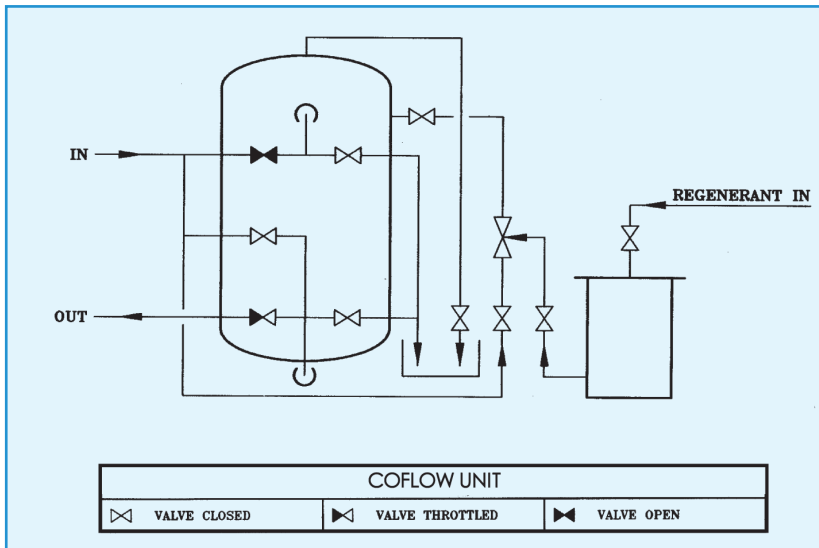 IN
REGENERANT IN
OUT
COFLOW UNIT
VALVE CLOSED
VALVE THROTTLED
VALVE OPEN